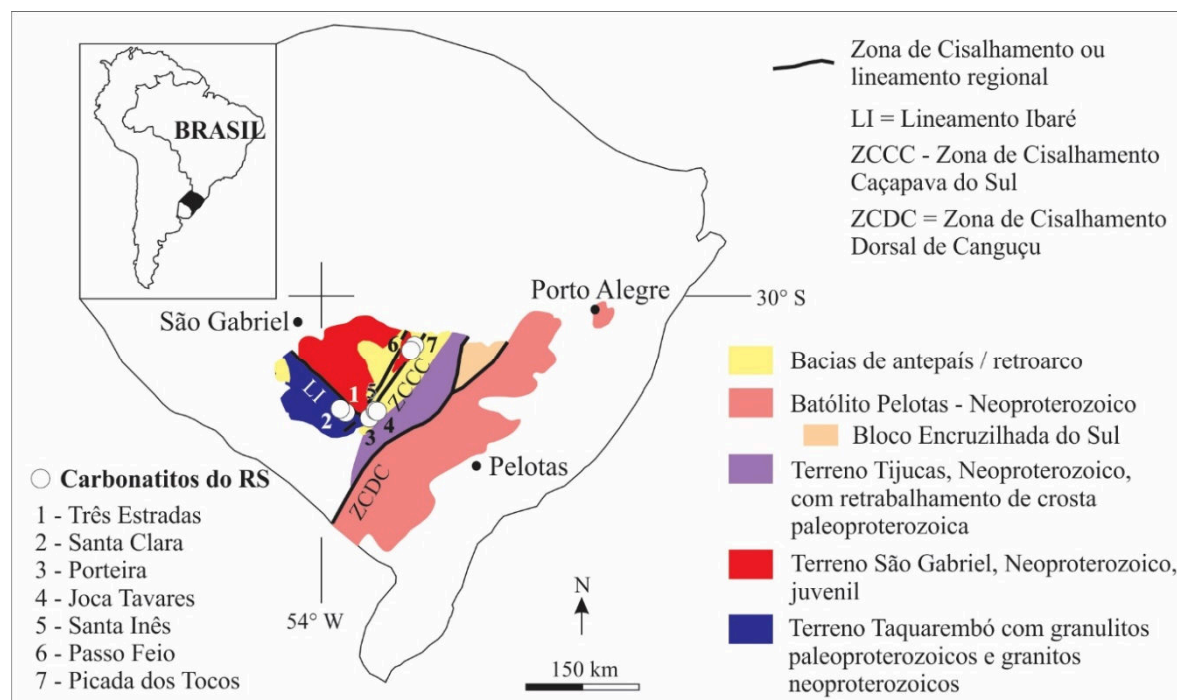 BRASIL
Zona de Cisalhamento ou
lineamento regional
LI = Lineamento Ibaré
ZCCC - Zona de Cisalhamento
Caçapava do Sul
ZCDC = Zona de Cisalhamento
Dorsal de Canguçu
Porto Alegre
30° S
São Gabriel
6
7
LI
1
5
ZCCC
2
3
4
Pelotas
ZCDC
54° W
N
150 km
Carbonatitos do RS
1 - Três Estradas
2 - Santa Clara
3 - Porteira
4 - Joca Tavares
5 - Santa Inês
6 - Passo Feio
7 - Picada dos Tocos
Bacias de antepaís / retroarco
Batólito Pelotas - Neoproterozoico
Bloco Encruzilhada do Sul
Terreno Tijucas, Neoproterozoico,
com retrabalhamento de crosta
paleoproterozoica
Terreno São Gabriel, Neoproterozoico,
juvenil
Terreno Taquarembó com granulitos
paleoproterozoicos e granitos
neoproterozoicos